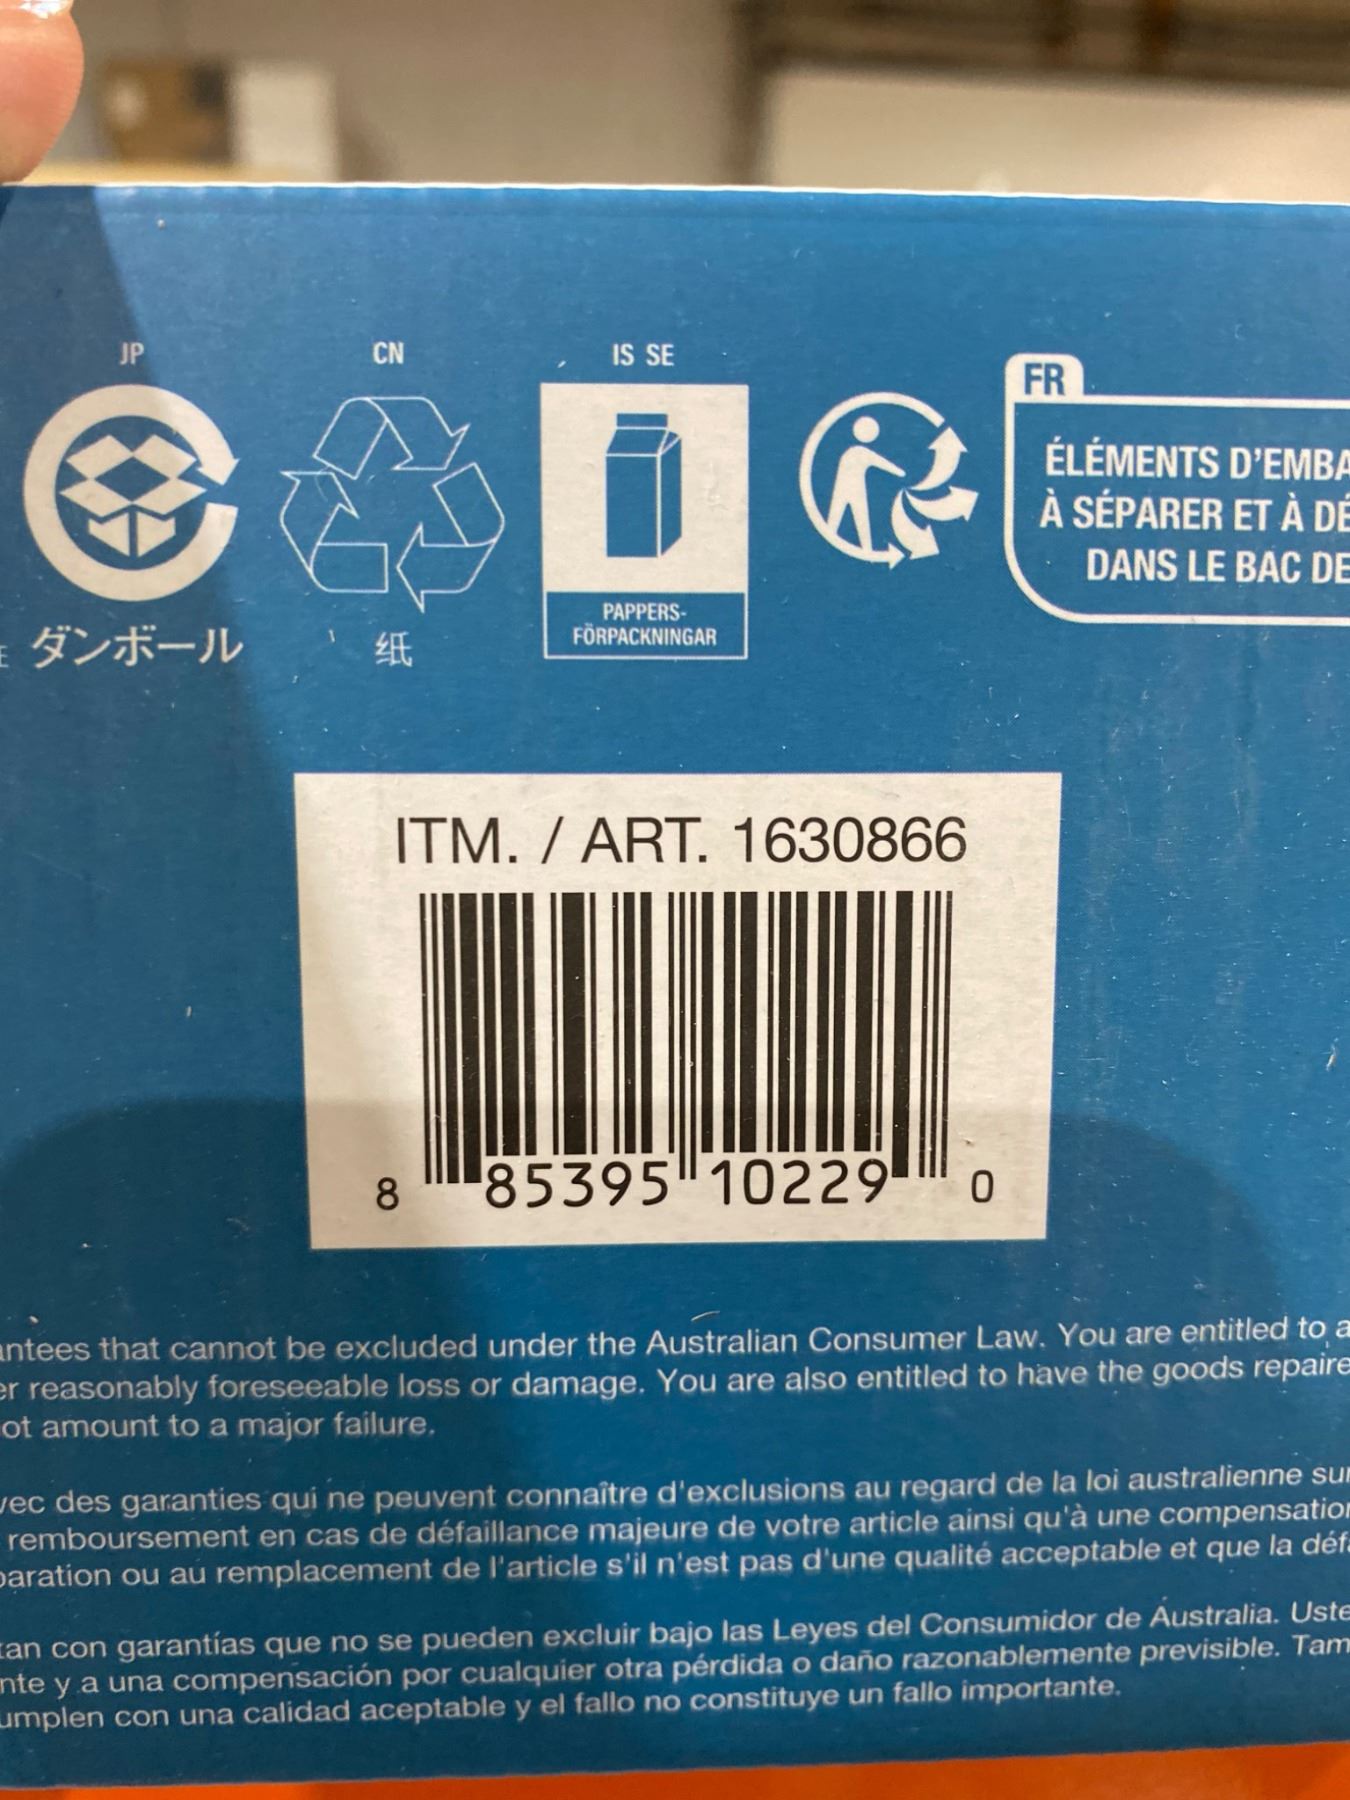 JP
CN
IS SE
FR
ÉLÉMENTS D'EMBA
À SÉPARER ET À DÉ
DANS LE BAC DE
ダンボール
纸
PAPPERS-
FÖRPACKNINGAR
ITM. / ART. 1630866
8 85395 10229 0
antees that cannot be excluded under the Australian Consumer Law. You are entitled to a
er reasonably foreseeable loss or damage. You are also entitled to have the goods repaire
ot amount to a major failure.
vec des garanties qui ne peuvent connaître d'exclusions au regard de la loi australienne sur
remboursement en cas de défaillance majeure de votre article ainsi qu'à une compensation
paration ou au remplacement de l'article s'il n'est pas d'une qualité acceptable et que la défa
tan con garantías que no se pueden excluir bajo las Leyes del Consumidor de Australia. Uste
nte y a una compensación por cualquier otra pérdida o daño razonablemente previsible. Tam
umplen con una calidad aceptable y el fallo no constituye un fallo importante.